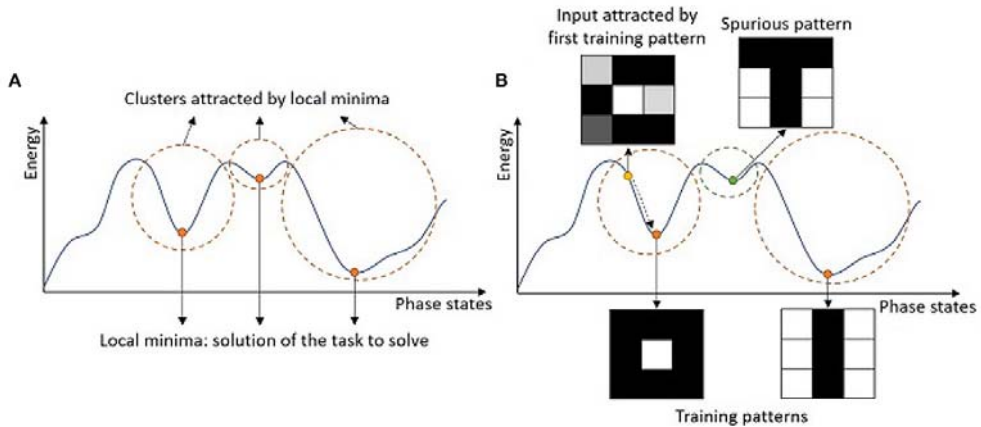 A
Clusters attracted by local minima
Energy
Phase states
Local minima: solution of the task to solve
B
Input attracted by
first training pattern
Spurious pattern
Energy
Phase states
Training patterns